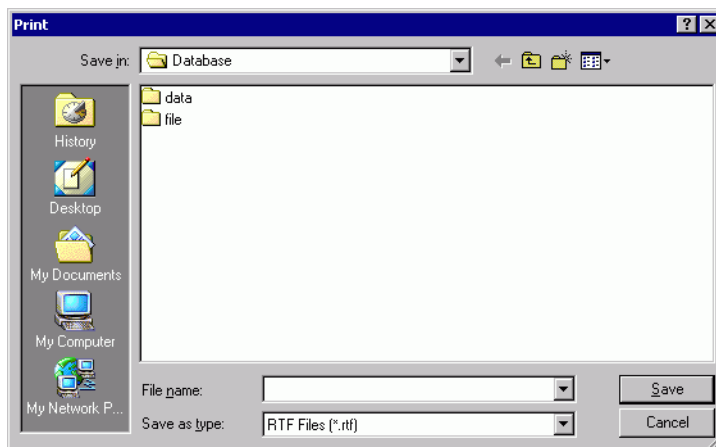 Print
Save in: Database
data
file
History
Desktop
My Documents
My Computer
My Network P...
File name:
Save
Save as type: RTF Files (*.rtf)
Cancel